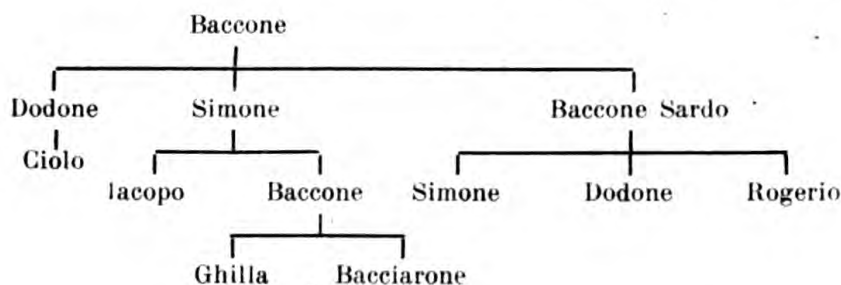 Baccone
Dodone Simone Baccone Sardo
Ciolo
Iacopo Baccone Simone Dodone Rogerio
Ghilla Bacciarone